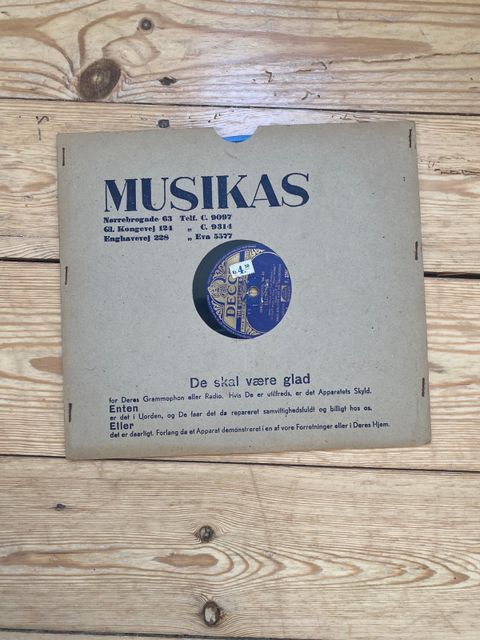 MUSIKAS
Nørrebrogade 63 Telf. C. 9097
Gl. Kongevej 124 „ C. 9314
Enghavevej 228 „ Eva 5577
DECCA
De skal være glad
for Deres Grammophon eller Radio. Hvis De er utilfreds, er det Apparatets Skyld.
Enten
er det i Uorden, og De faar det da repareret samvittighedsfuldt og billigt hos os.
Eller
det er daarligt. Forlang da et Apparat demonstreret i en af vore Forretninger eller i Deres Hjem.